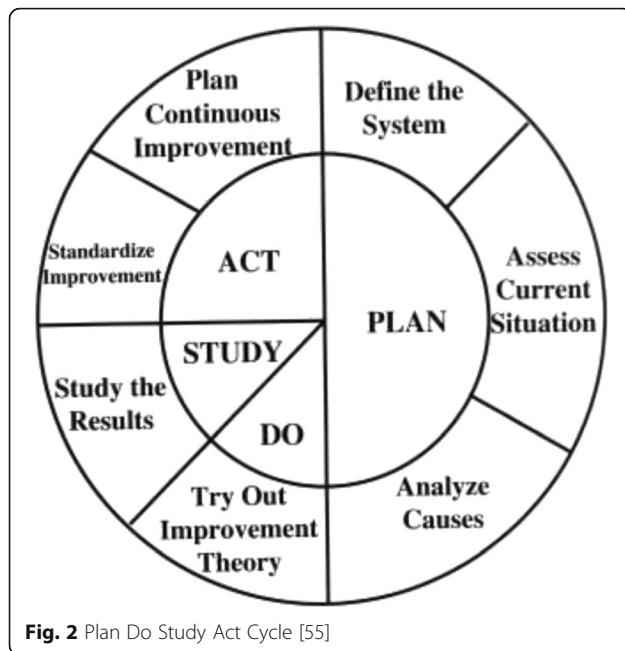 Plan
Continuous
Improvement
Define the
System
Standardize
Improvement
ACT
Assess
Current
Situation
PLAN
STUDY
Study the
Results
DO
Analyze
Causes
Try Out
Improvement
Theory
Fig. 2 Plan Do Study Act Cycle [55]